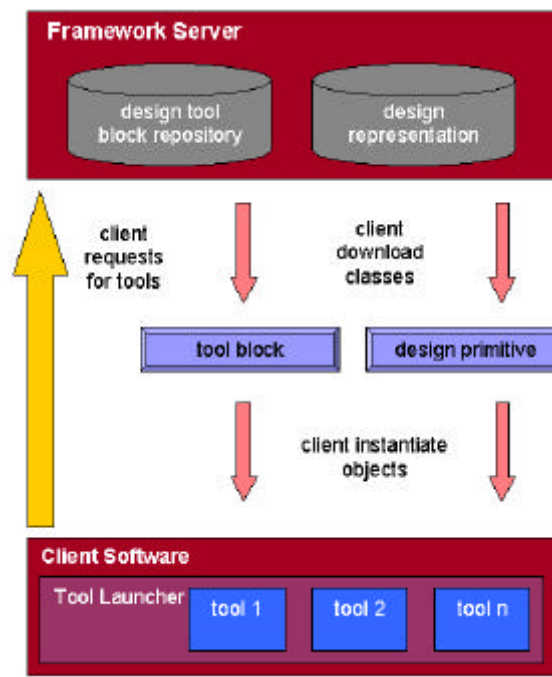 Framework Server
design tool
block repository
design
representation
client
requests
for tools
client
download
classes
tool block
design primitive
client instantiate
objects
Client Software
Tool Launcher
tool 1
tool 2
tool n